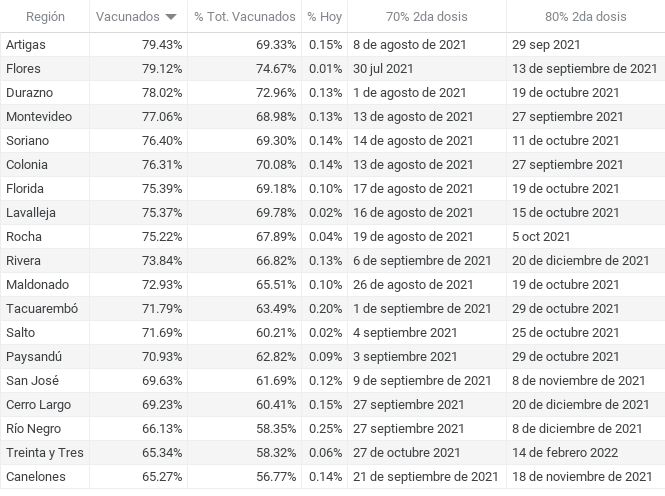 Región Vacunados % Tot. Vacunados % Hoy 70% 2da dosis 80% 2da dosis
Artigas 79.43% 69.33% 0.15% 8 de agosto de 2021 29 sep 2021
Flores 79.12% 74.67% 0.01% 30 jul 2021 13 de septiembre de 2021
Durazno 78.02% 72.96% 0.13% 1 de agosto de 2021 19 de octubre de 2021
Montevideo 77.06% 68.98% 0.13% 13 de agosto de 2021 27 septiembre 2021
Soriano 76.40% 69.30% 0.14% 14 de agosto de 2021 11 de octubre de 2021
Colonia 76.31% 70.08% 0.14% 13 de agosto de 2021 27 septiembre 2021
Florida 75.39% 69.18% 0.10% 17 de agosto de 2021 19 de octubre de 2021
Lavalleja 75.37% 69.78% 0.02% 16 de agosto de 2021 15 de octubre de 2021
Rocha 75.22% 67.89% 0.04% 19 de agosto de 2021 5 oct 2021
Rivera 73.84% 66.82% 0.13% 6 de septiembre de 2021 20 de diciembre de 2021
Maldonado 72.93% 65.51% 0.10% 26 de agosto de 2021 19 de octubre de 2021
Tacuarembó 71.79% 63.49% 0.20% 1 de septiembre de 2021 29 de octubre de 2021
Salto 71.69% 60.21% 0.02% 4 septiembre 2021 25 de octubre de 2021
Paysandú 70.93% 62.82% 0.09% 3 septiembre 2021 29 de octubre de 2021
San José 69.63% 61.69% 0.12% 9 de septiembre de 2021 8 de noviembre de 2021
Cerro Largo 69.23% 60.41% 0.15% 27 septiembre 2021 20 de diciembre de 2021
Río Negro 66.13% 58.35% 0.25% 27 septiembre 2021 8 de diciembre de 2021
Treinta y Tres 65.34% 58.32% 0.06% 27 de octubre de 2021 14 de febrero 2022
Canelones 65.27% 56.77% 0.14% 21 de septiembre de 2021 18 de noviembre de 2021